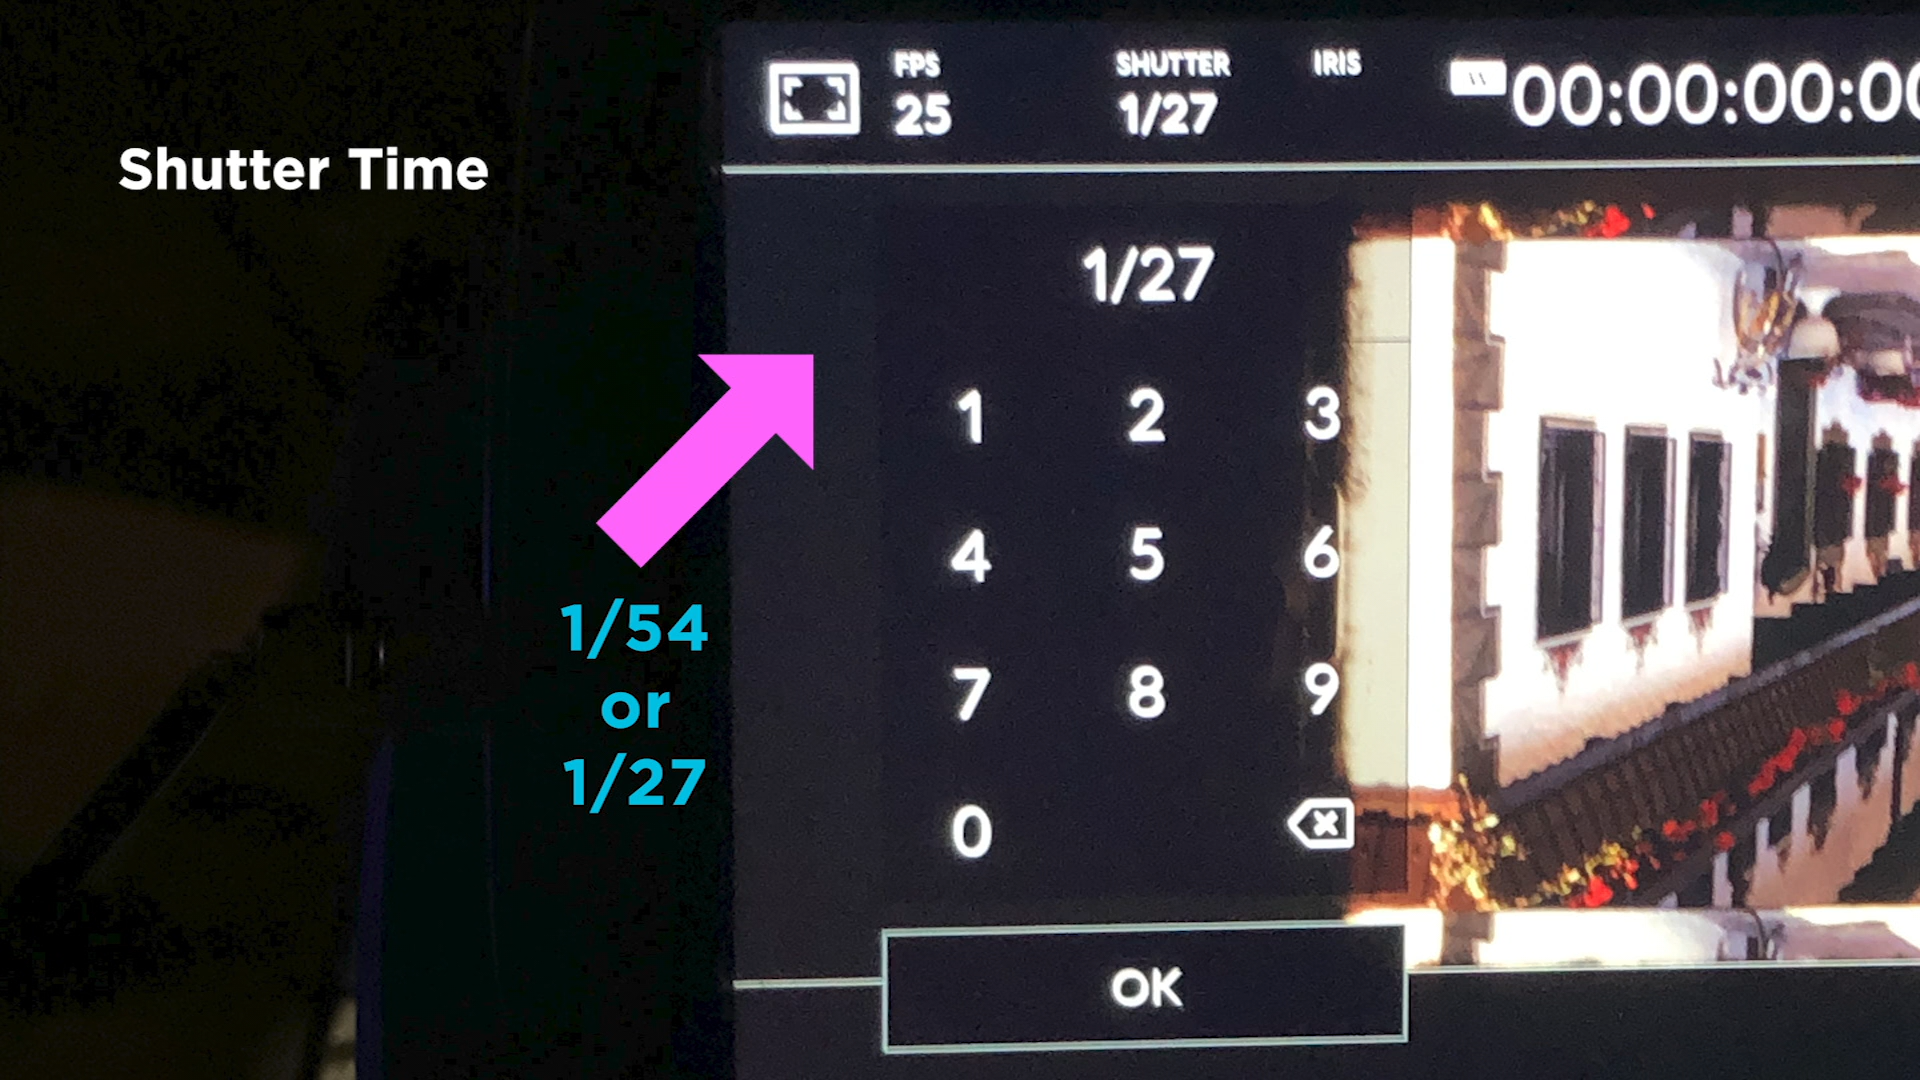 Shutter Time
FPS
25
SHUTTER
1/27
IRIS
00:00:00:00
1/27
1 2 3
4 5 6
7 8 9
0
OK
1/54
or
1/27